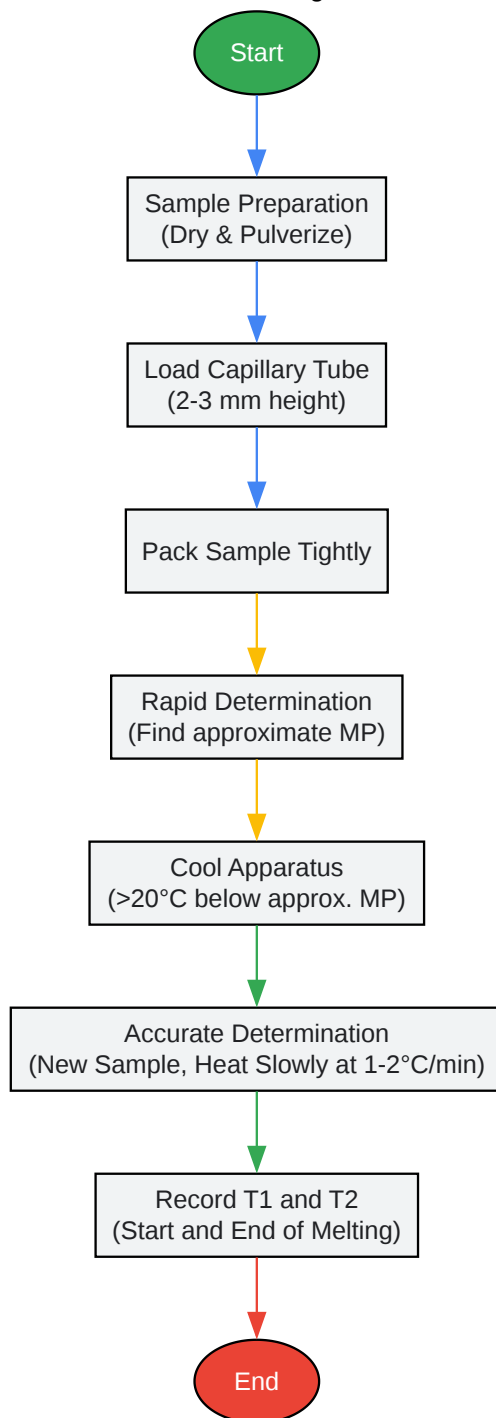 Start
Sample Preparation
(Dry & Pulverize)
Load Capillary Tube
(2-3 mm height)
Pack Sample Tightly
Rapid Determination
(Find approximate MP)
Cool Apparatus
(>20°C below approx. MP)
Accurate Determination
(New Sample, Heat Slowly at 1-2°C/min)
Record T1 and T2
(Start and End of Melting)
End